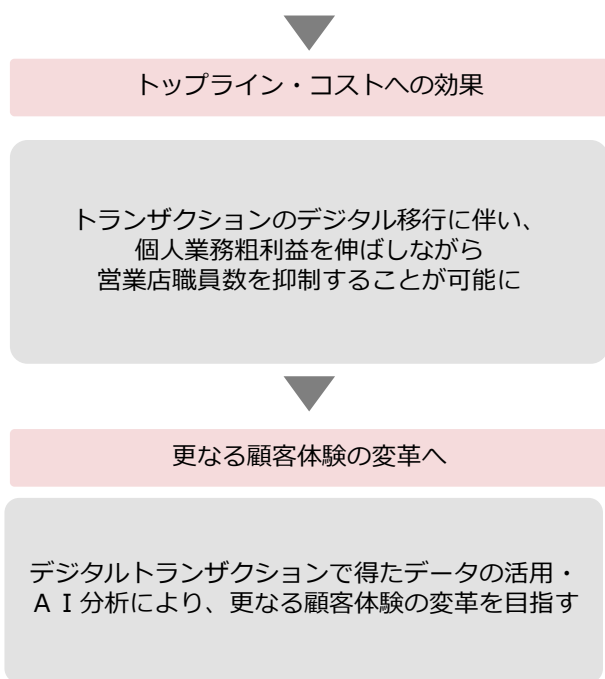 トップライン・コストへの効果
トランザクションのデジタル移行に伴い、
個人業務粗利益を伸ばしながら
営業店職員数を抑制することが可能に
更なる顧客体験の変革へ
デジタルトランザクションで得たデータの活用・
ＡＩ分析により、更なる顧客体験の変革を目指す